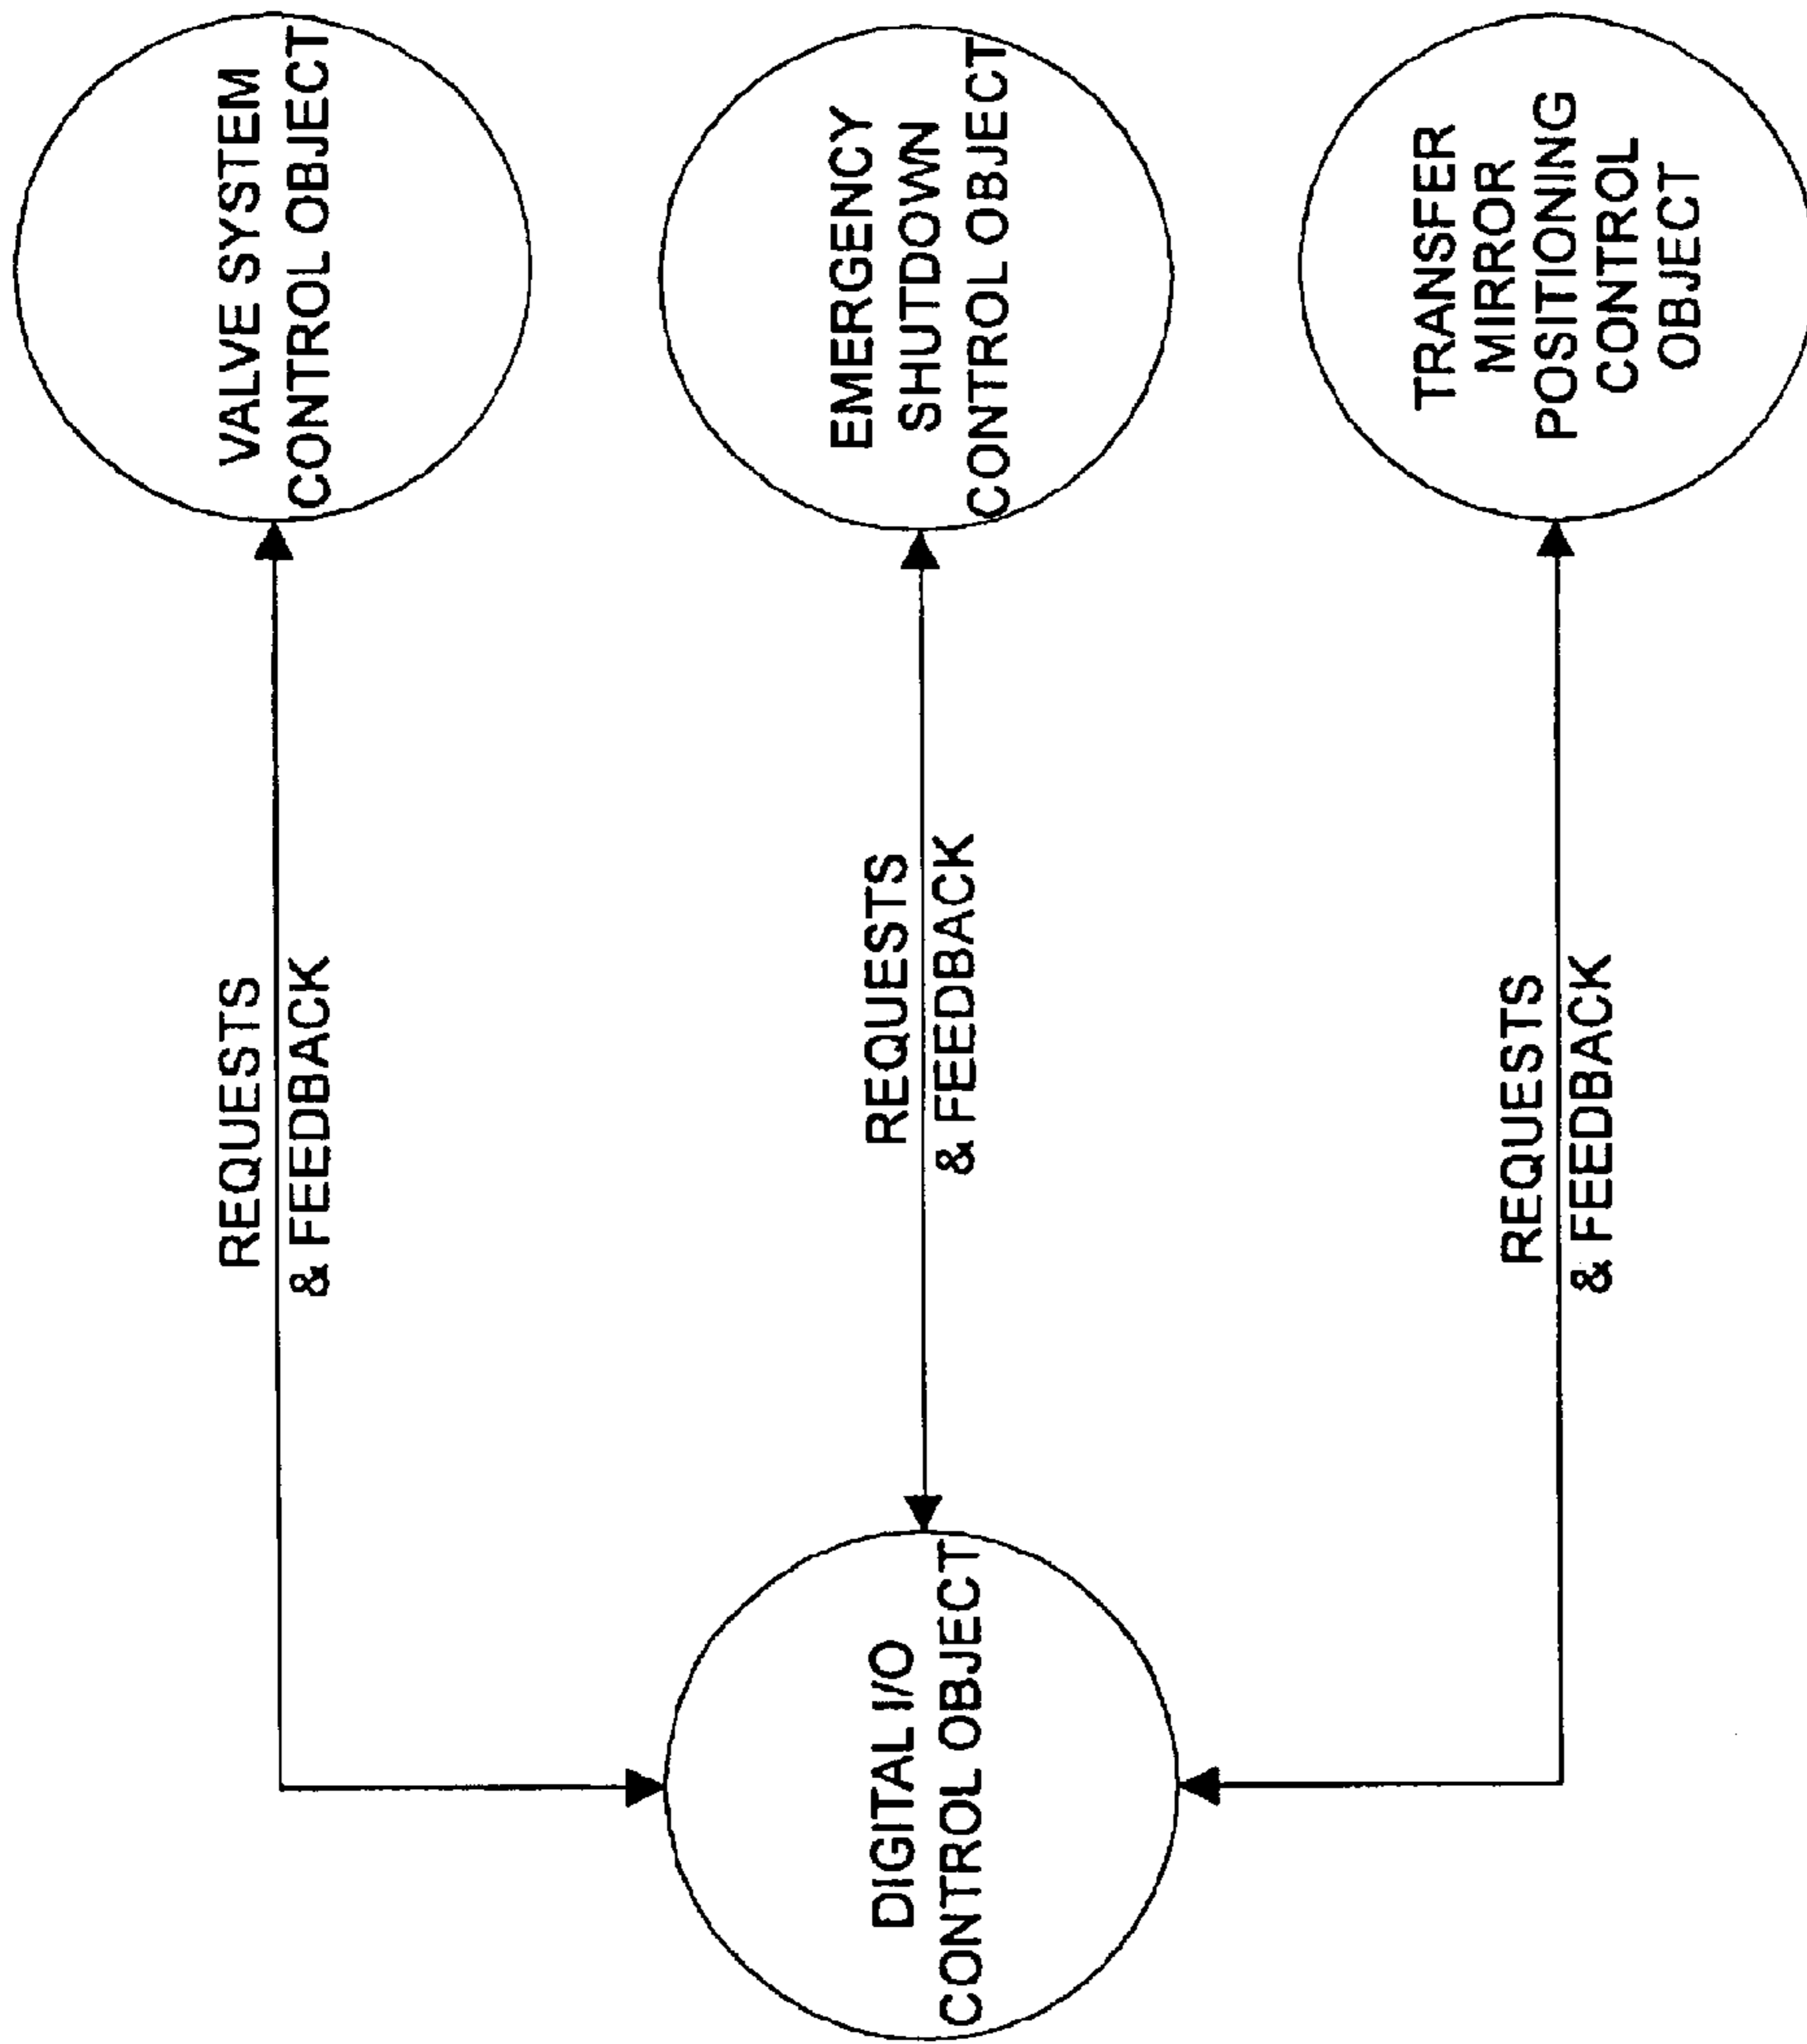 VALVE SYSTEM
CONTROL OBJECT
REQUESTS
& FEEDBACK
EMERGENCY
SHUTDOWN
CONTROL OBJECT
REQUESTS
& FEEDBACK
DIGITAL I/O
CONTROL OBJECT
TRANSFER
MIRROR
POSITIONING
CONTROL
OBJECT
REQUESTS
& FEEDBACK